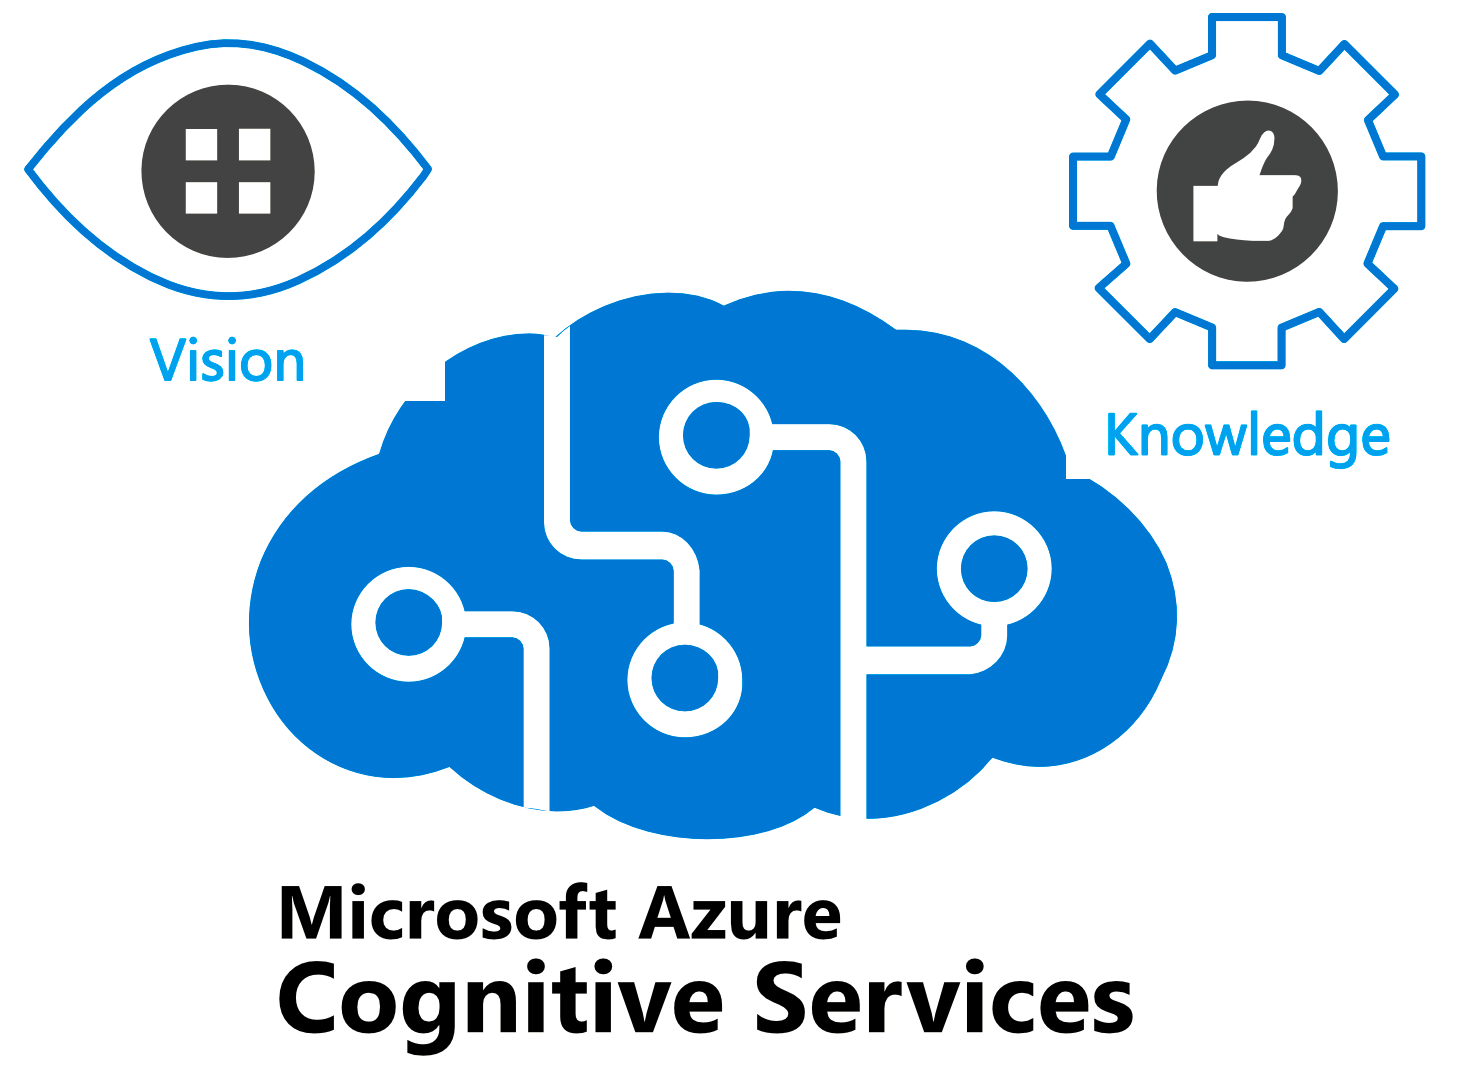 Vision
Knowledge
Microsoft Azure
Cognitive Services